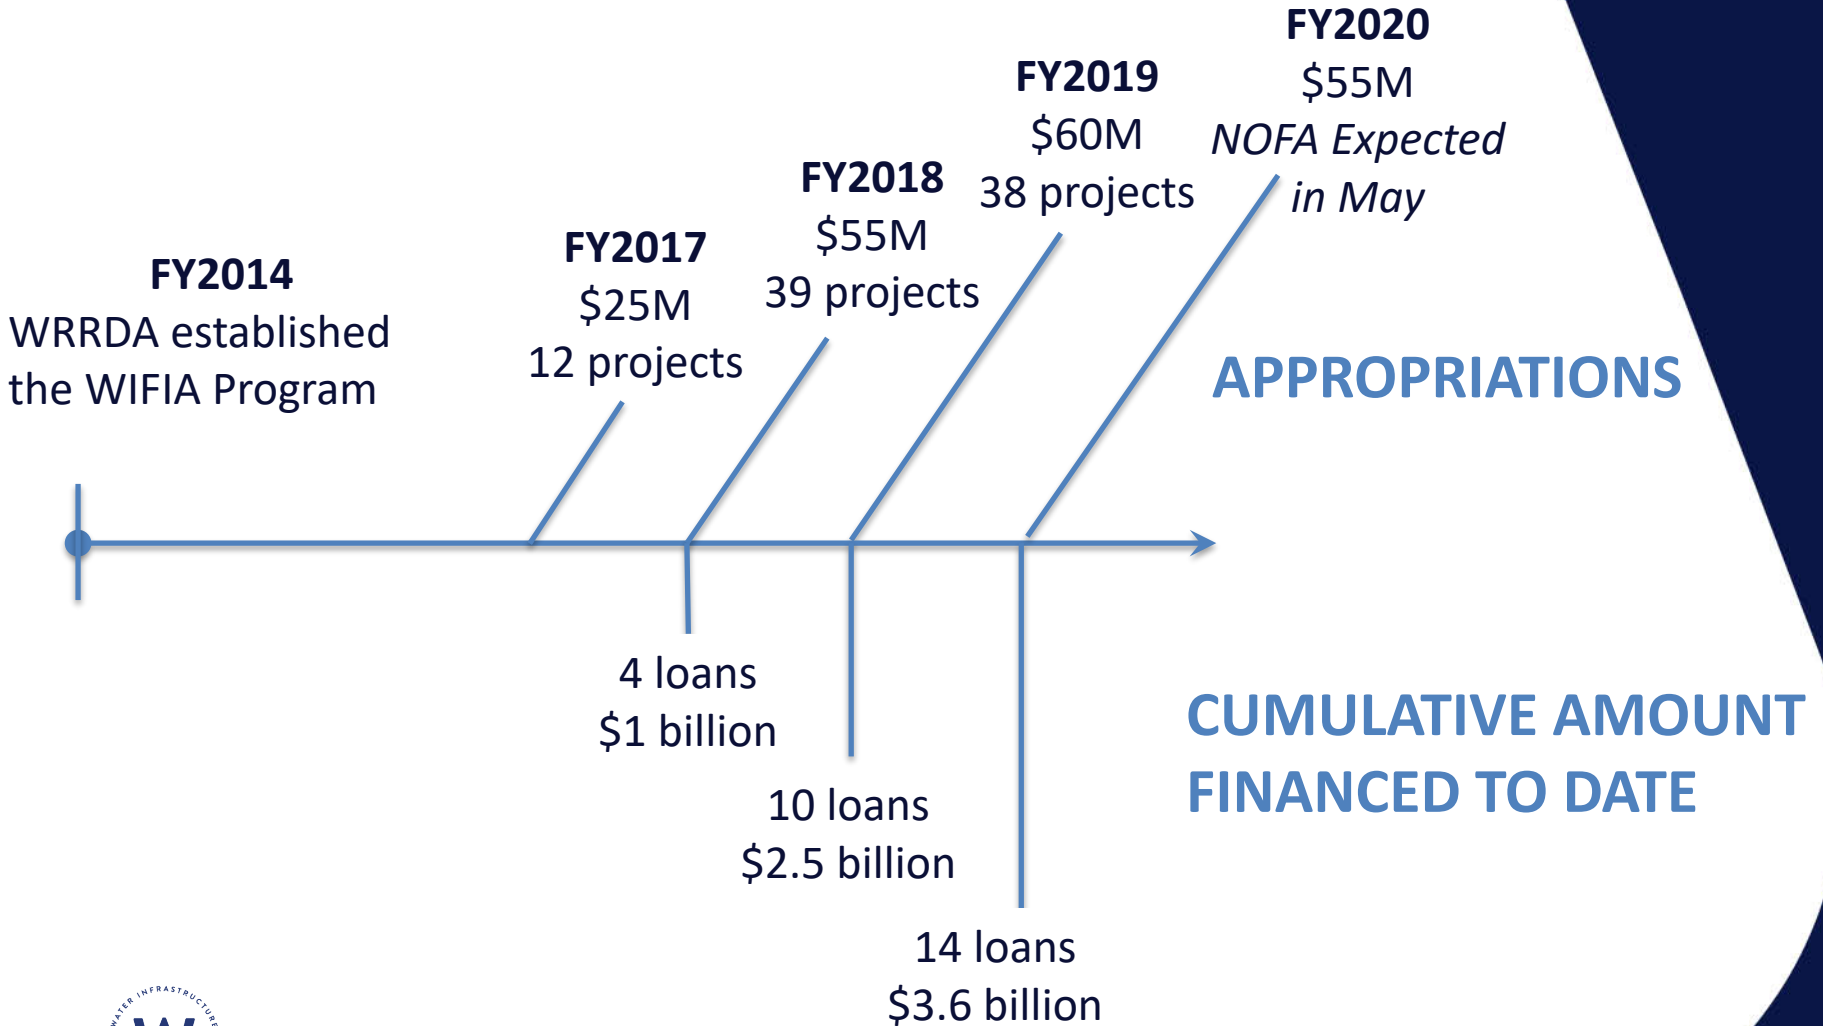 FY2014
WRRDA established
the WIFIA Program
FY2017
$25M
12 projects
FY2018
$55M
39 projects
FY2019
$60M
38 projects
FY2020
$55M
NOFA Expected
in May
APPROPRIATIONS
4 loans
$1 billion
10 loans
$2.5 billion
14 loans
$3.6 billion
CUMULATIVE AMOUNT
FINANCED TO DATE
WATER INFRASTRUCTURE
W